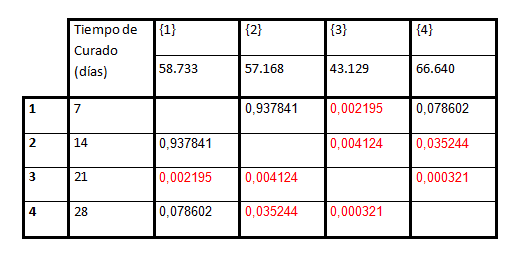 Tiempo de {1} {2} {3} {4}
Curado
(días) 58.733 57.168 43.129 66.640
1 7 0,937841 0,002195 0,078602
2 14 0,937841 0,004124 0,035244
3 21 0,002195 0,004124 0,000321
4 28 0,078602 0,035244 0,000321